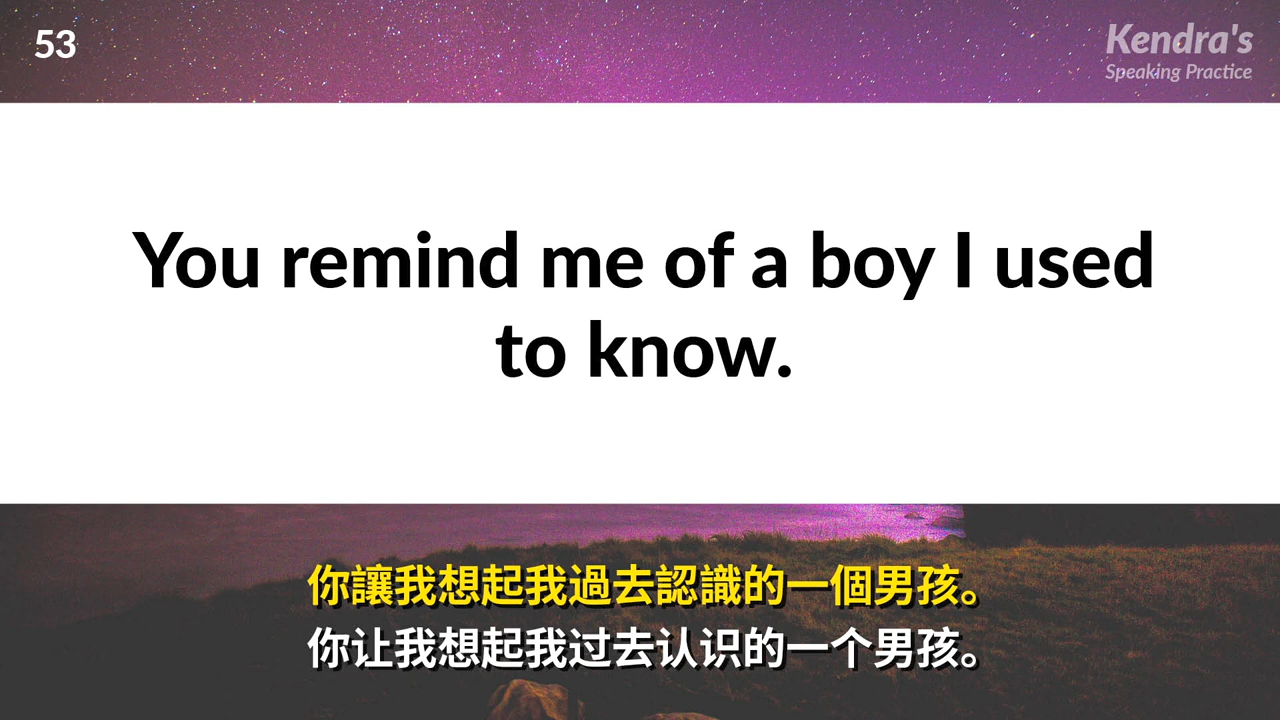 53
Kendra's
Speaking Practice
You remind me of a boy I used
to know.
你讓我想起我過去認識的一個男孩。
你让我想起我过去认识的一个男孩。